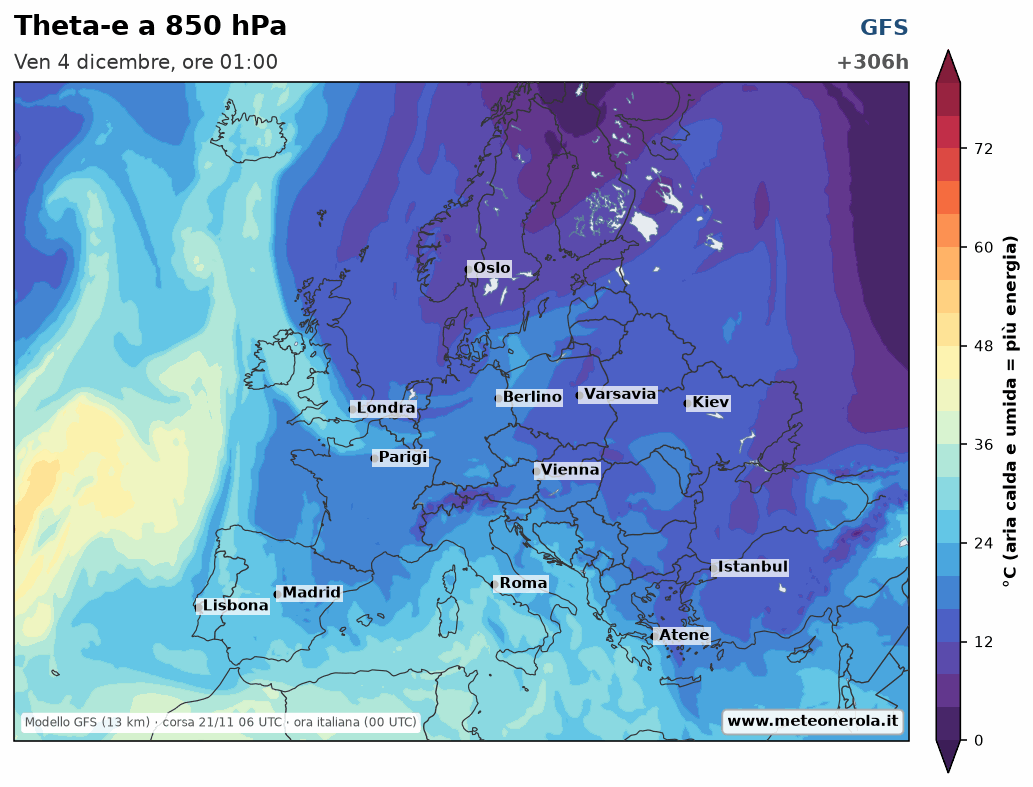 Theta-e a 850 hPa
GFS
Ven 4 dicembre, ore 01:00
+306h
72
60
48
36
24
12
0
°C (aria calda e umida = più energia)
Oslo
Londra
Berlino
Varsavia
Kiev
Parigi
Vienna
Istanbul
Roma
Madrid
Lisbona
Atene
Modello GFS (13 km) · corsa 21/11 06 UTC · ora italiana (00 UTC)
www.meteonerola.it